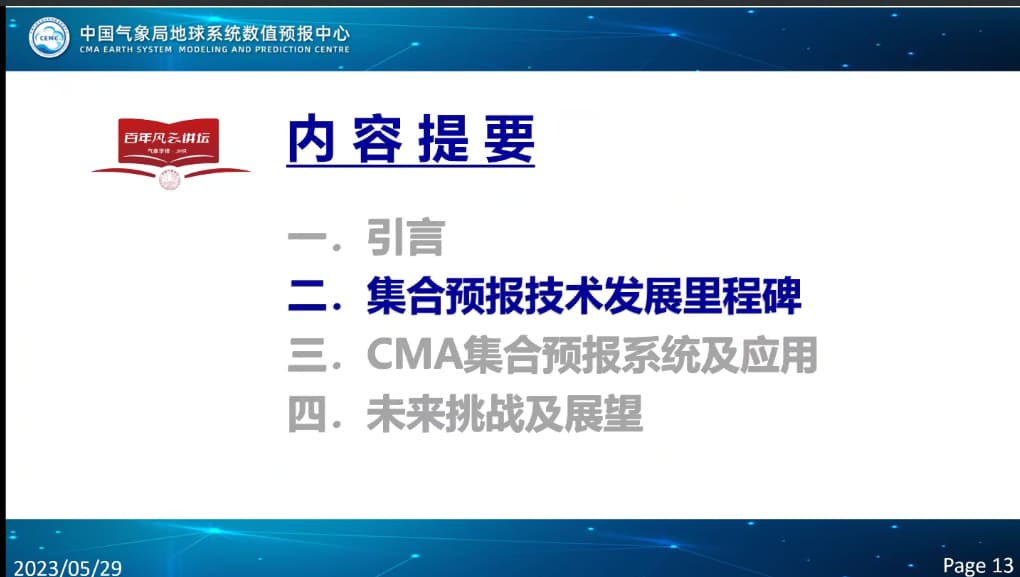 CEMC
中国气象局地球系统数值预报中心
CMA EARTH SYSTEM MODELING AND PREDICTION CENTRE
百年风云讲坛
气象学报 · JMR
内容提要
一. 引言
二. 集合预报技术发展里程碑
三. CMA集合预报系统及应用
四. 未来挑战及展望
2023/05/29
Page 13